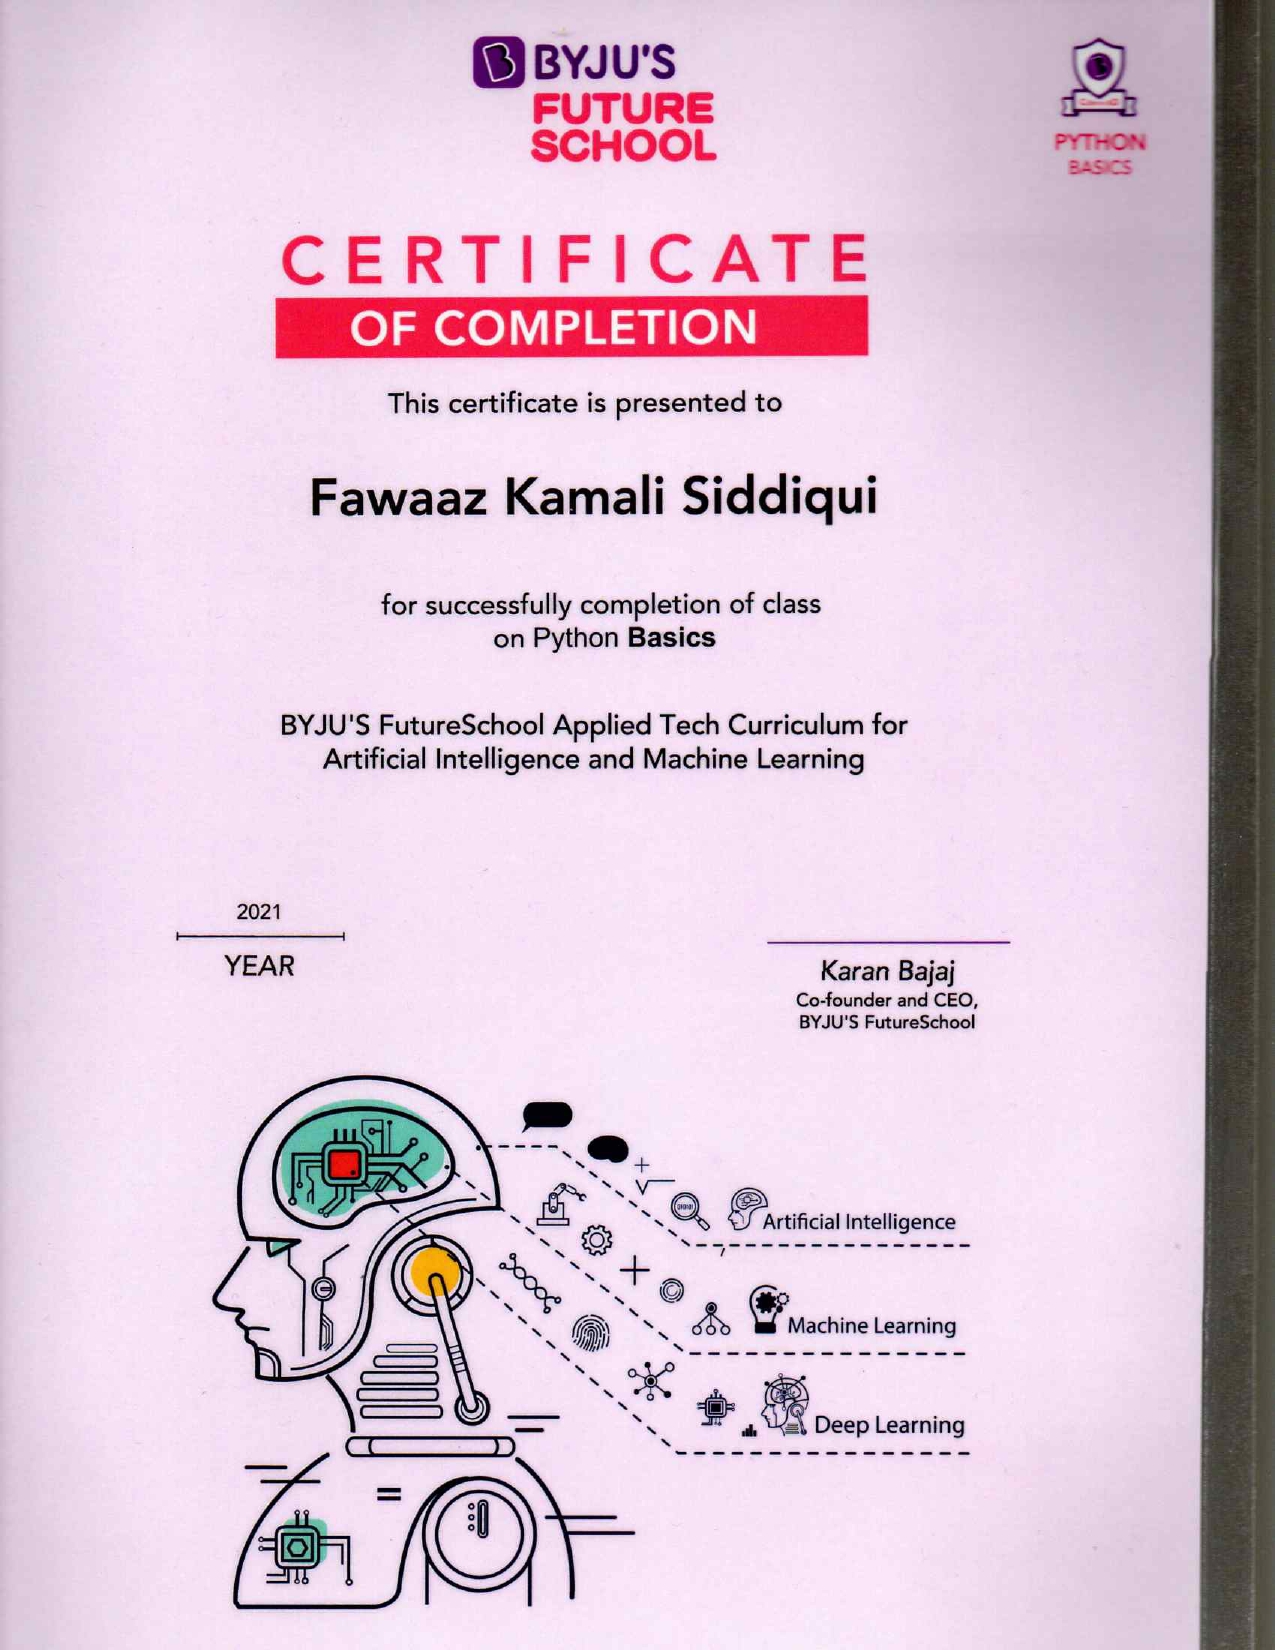 BYJU'S
FUTURE
SCHOOL
PYTHON
BASICS
CERTIFICATE
OF COMPLETION
This certificate is presented to
Fawaaz Kamali Siddiqui
for successfully completion of class
on Python Basics
BYJU'S FutureSchool Applied Tech Curriculum for
Artificial Intelligence and Machine Learning
2021
YEAR
Karan Bajaj
Co-founder and CEO,
BYJU'S FutureSchool
Artificial Intelligence
Machine Learning
Deep Learning